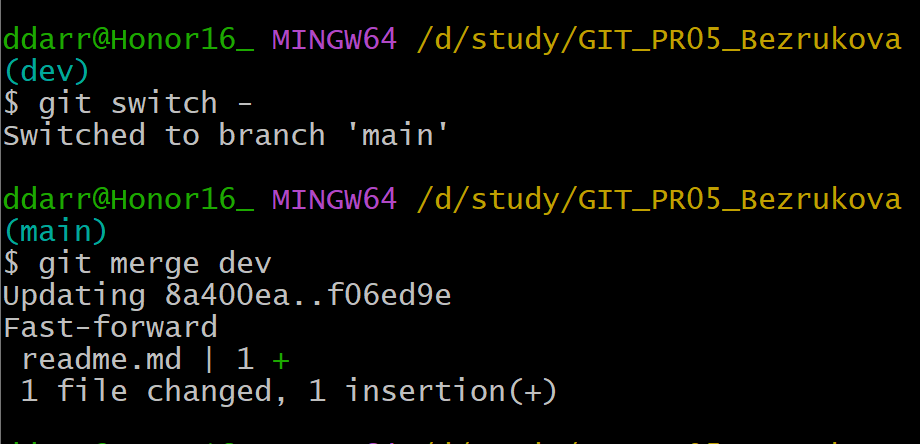 ddarr@Honor16_ MINGW64 /d/study/GIT_PR05_Bezrukova
(dev)
$ git switch -
Switched to branch 'main'
ddarr@Honor16_ MINGW64 /d/study/GIT_PR05_Bezrukova
(main)
$ git merge dev
Updating 8a400ea..f06ed9e
Fast-forward
 readme.md | 1 +
 1 file changed, 1 insertion(+)